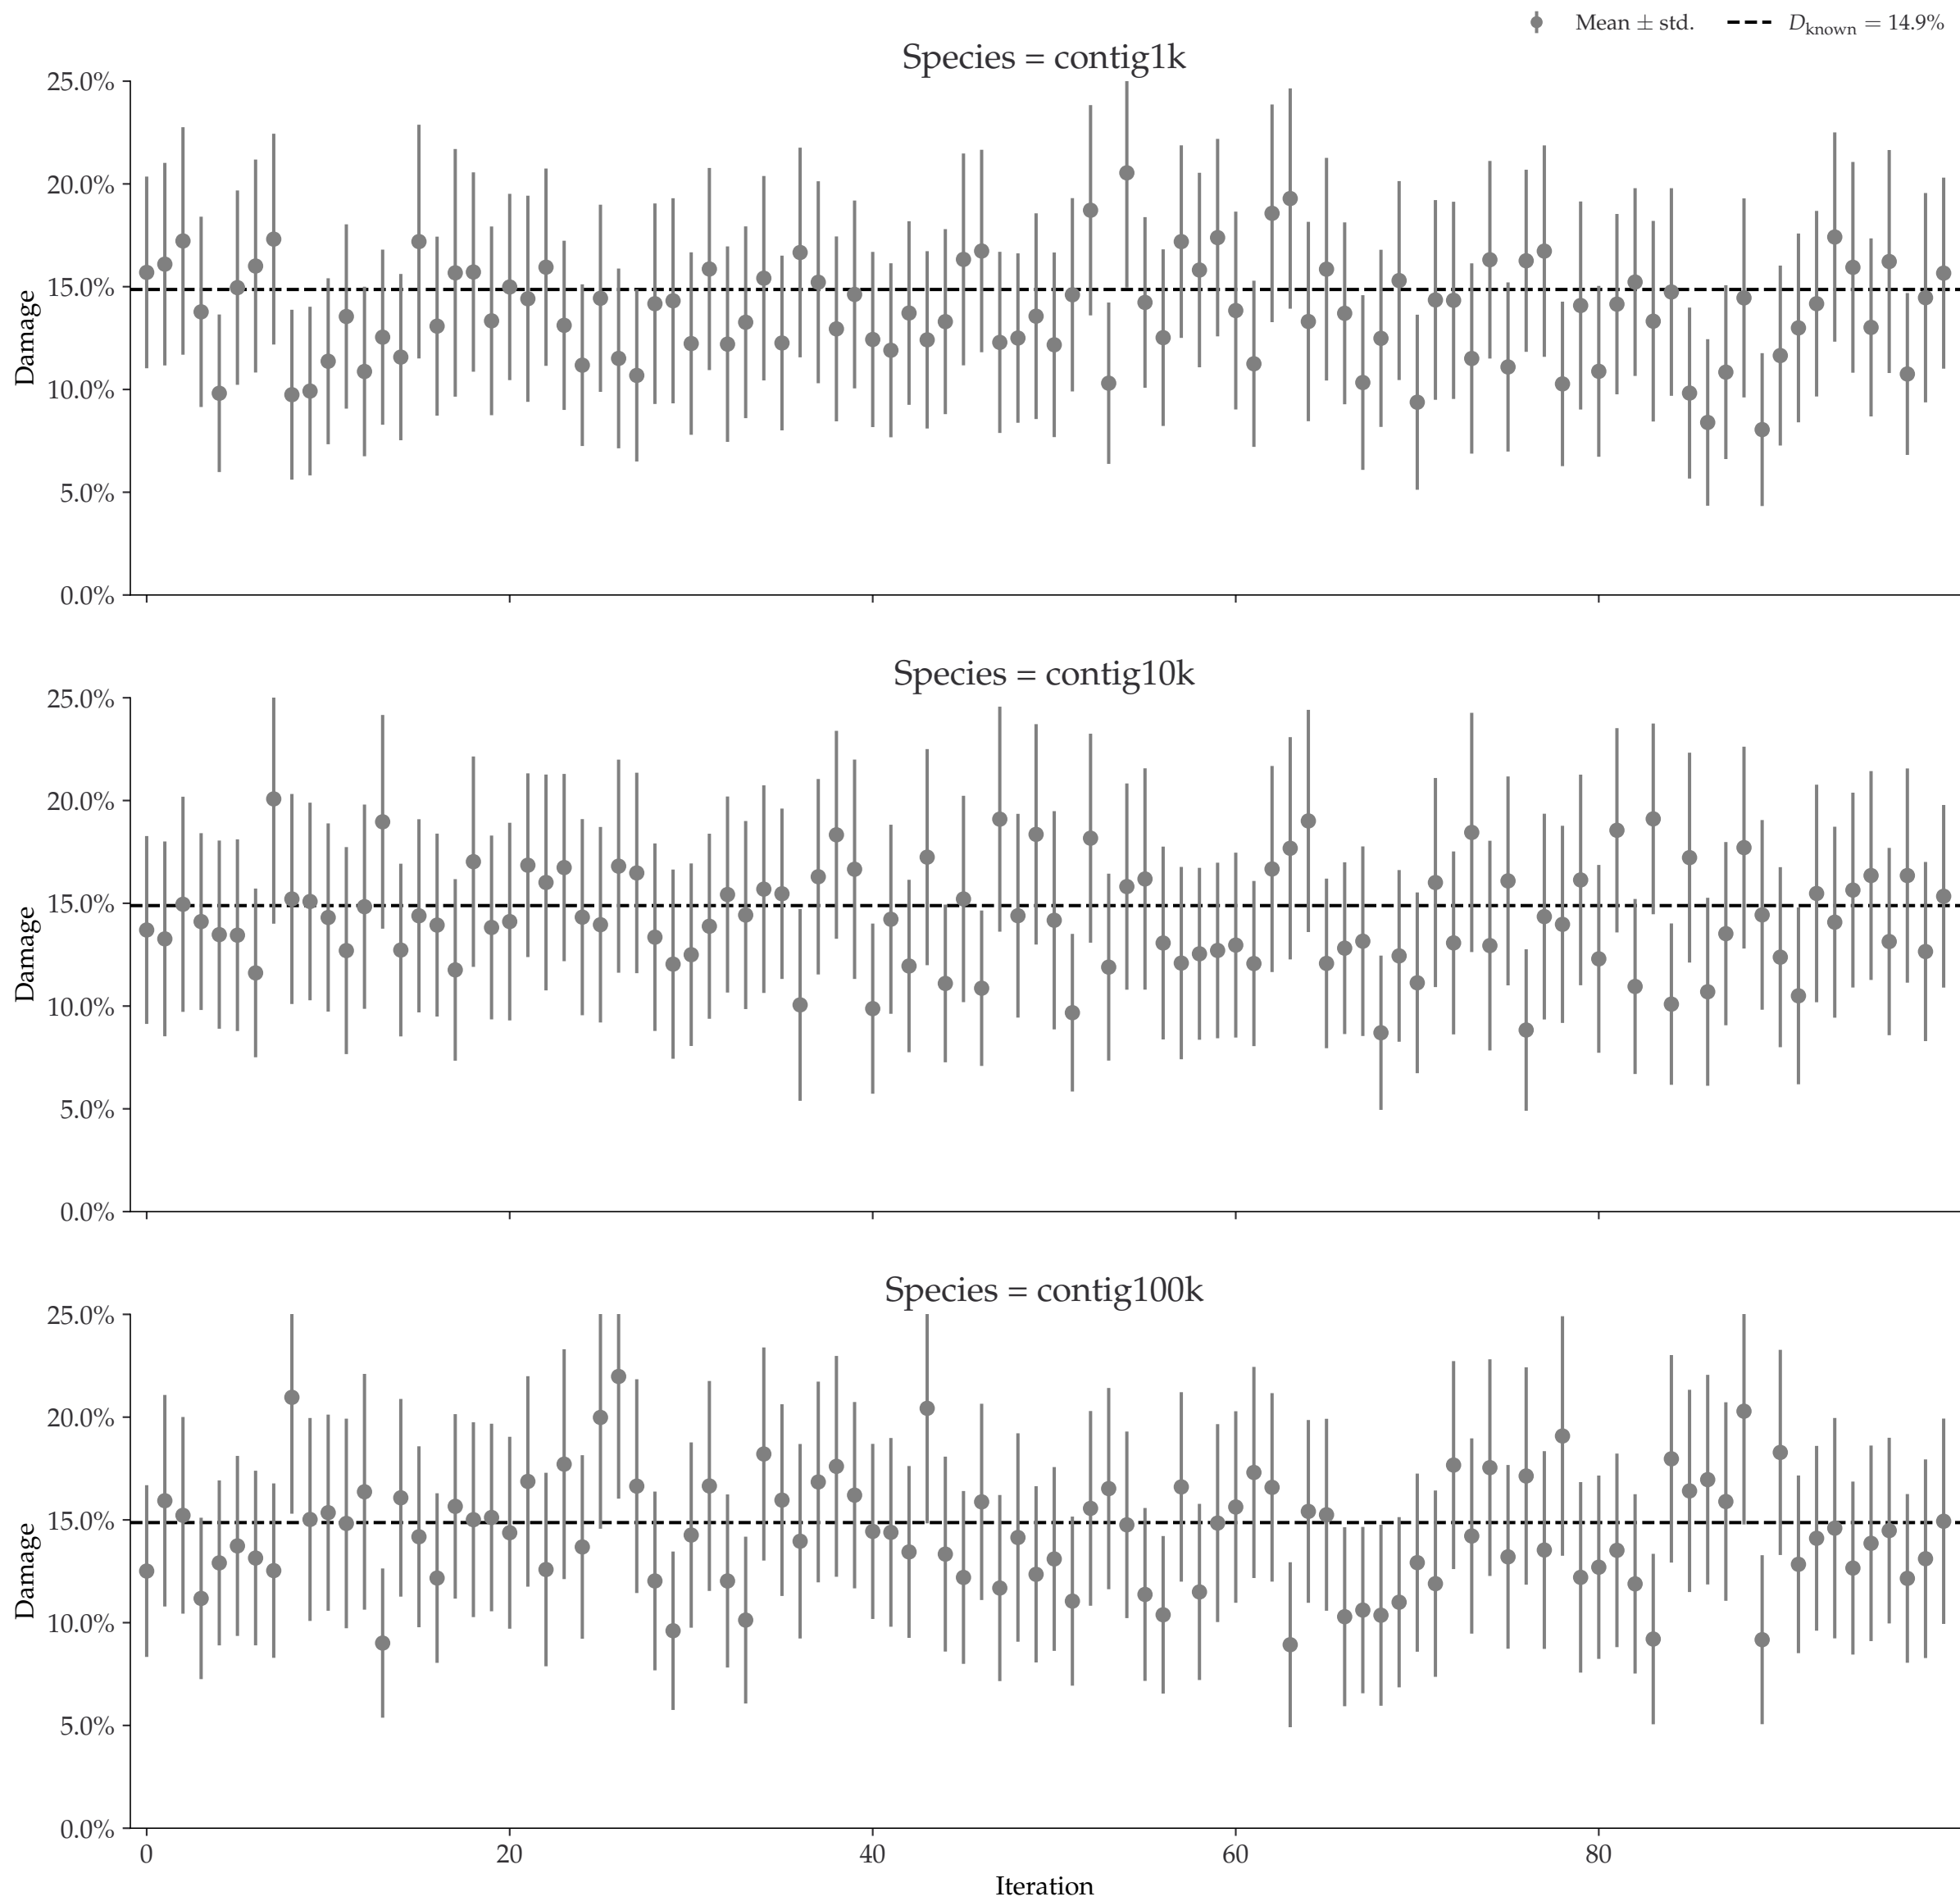 Mean ± std.
D_known = 14.9%
Species = contig1k
25.0%
20.0%
15.0%
10.0%
5.0%
0.0%
Damage
Species = contig10k
25.0%
20.0%
15.0%
10.0%
5.0%
0.0%
Damage
Species = contig100k
25.0%
20.0%
15.0%
10.0%
5.0%
0.0%
Damage
0 20 40 60 80
Iteration